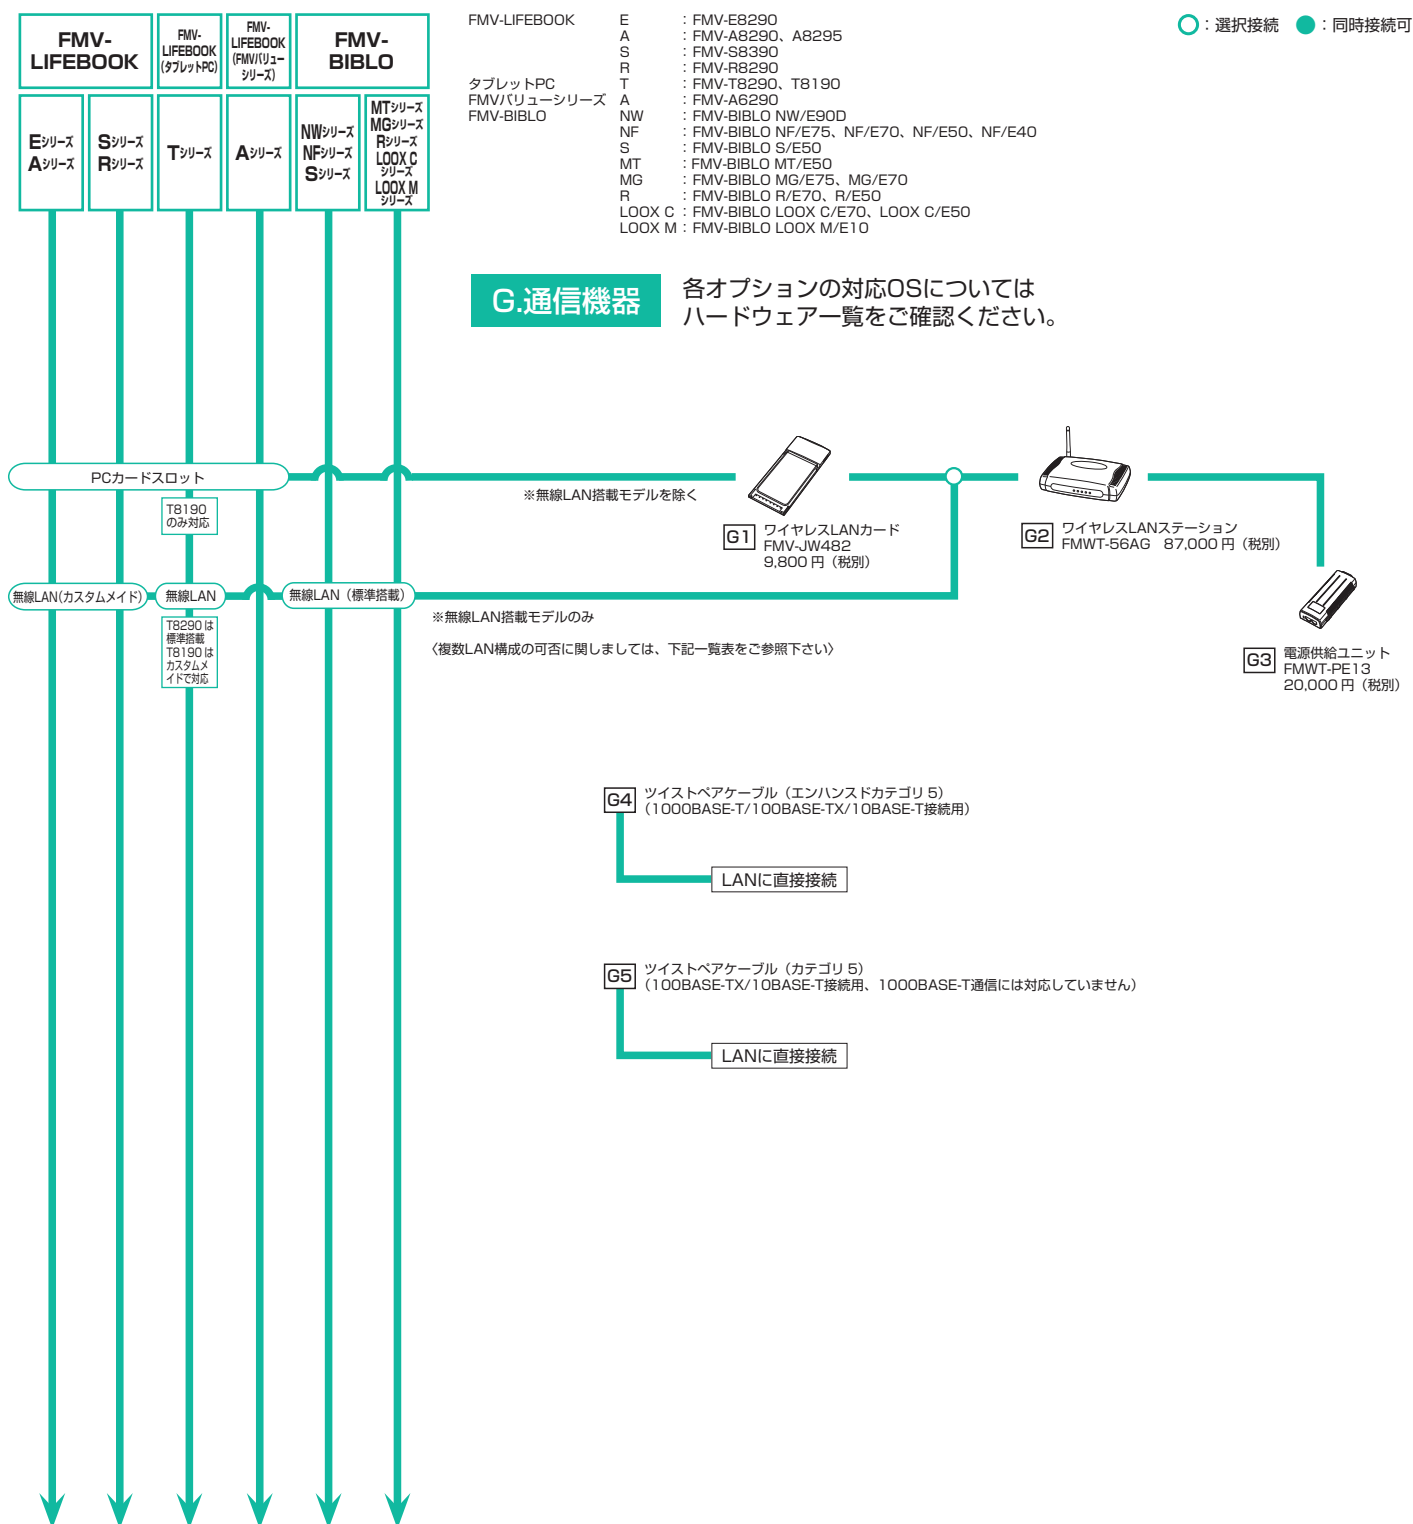 FMV-
LIFEBOOK
FMV-
LIFEBOOK
(タブレットPC)
FMV-
LIFEBOOK
(FMVバリュー
シリーズ)
FMV-
BIBLO
Eシリーズ
Aシリーズ
Sシリーズ
Rシリーズ
Tシリーズ
Aシリーズ
NWシリーズ
NFシリーズ
Sシリーズ
MTシリーズ
MGシリーズ
Rシリーズ
LOOX C
シリーズ
LOOX M
シリーズ
FMV-LIFEBOOK E : FMV-E8290
A : FMV-A8290、A8295
S : FMV-S8390
R : FMV-R8290
タブレットPC T : FMV-T8290、T8190
FMVバリューシリーズ A : FMV-A6290
FMV-BIBLO NW : FMV-BIBLO NW/E90D
NF : FMV-BIBLO NF/E75、NF/E70、NF/E50、NF/E40
S : FMV-BIBLO S/E50
MT : FMV-BIBLO MT/E50
MG : FMV-BIBLO MG/E75、MG/E70
R : FMV-BIBLO R/E70、R/E50
LOOX C : FMV-BIBLO LOOX C/E70、LOOX C/E50
LOOX M : FMV-BIBLO LOOX M/E10
：選択接続 ：同時接続可
G.通信機器
各オプションの対応OSについては
ハードウェア一覧をご確認ください。
PCカードスロット
※無線LAN搭載モデルを除く
T8190
のみ対応
G1 ワイヤレスLANカード
FMV-JW482
9,800円（税別）
G2 ワイヤレスLANステーション
FMWT-56AG 87,000円（税別）
無線LAN(カスタムメイド)
無線LAN
無線LAN（標準搭載）
※無線LAN搭載モデルのみ
T8290は
標準搭載
T8190は
カスタムメ
イドで対応
〈複数LAN構成の可否に関しましては、下記一覧表をご参照下さい〉
G3 電源供給ユニット
FMWT-PE13
20,000円（税別）
G4 ツイストペアケーブル（エンハンスドカテゴリ5）
（1000BASE-T/100BASE-TX/10BASE-T接続用）
LANに直接接続
G5 ツイストペアケーブル（カテゴリ5）
（100BASE-TX/10BASE-T接続用、1000BASE-T通信には対応していません）
LANに直接接続